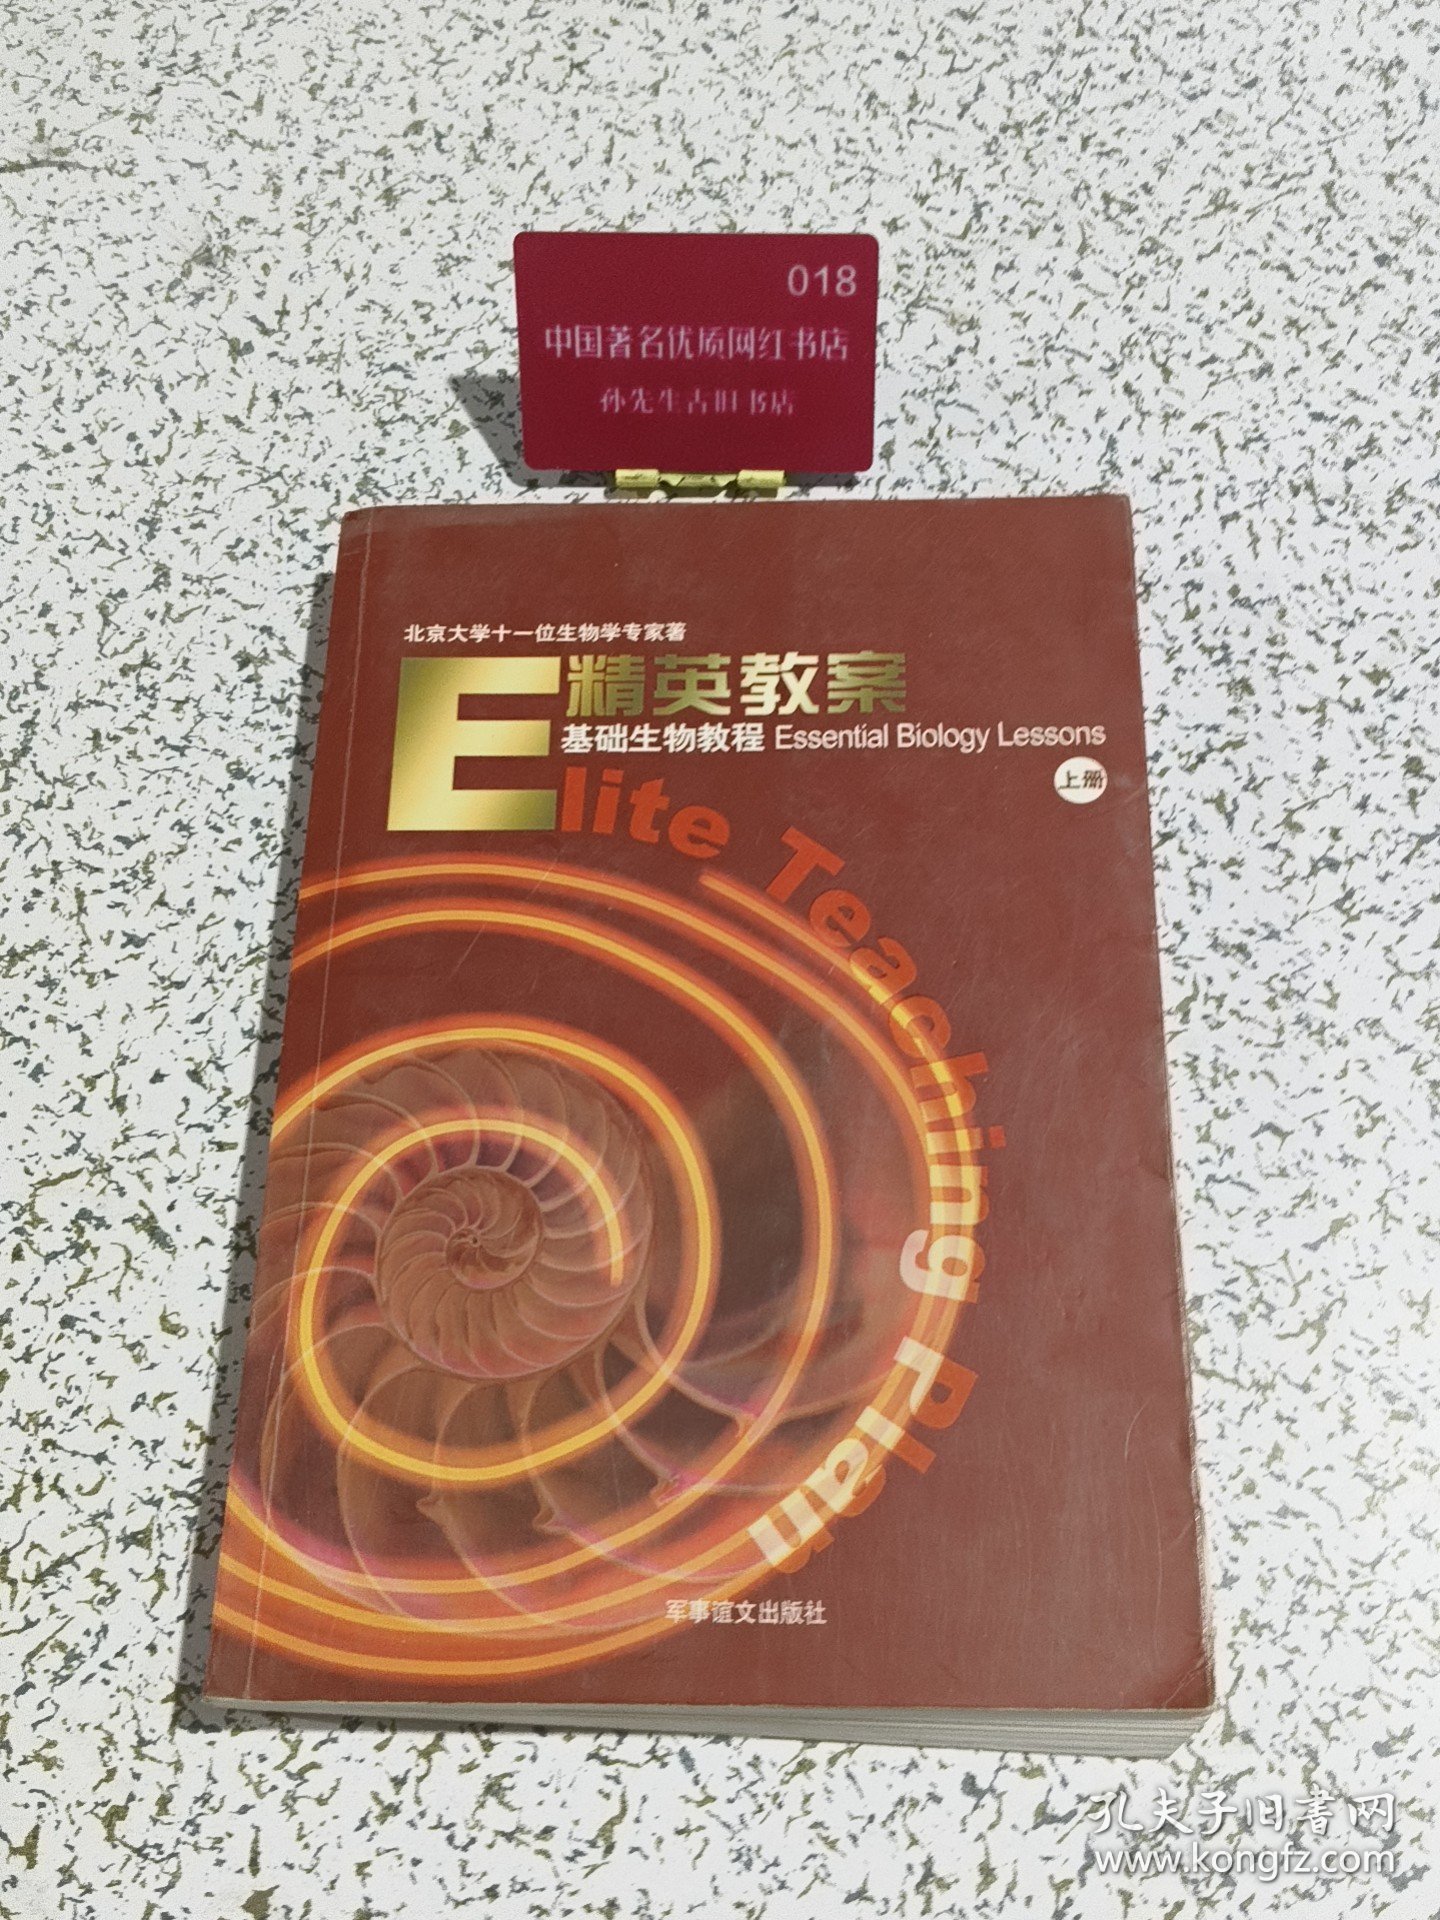 018
中国著名优质网红书店
孙先生古旧书店
北京大学十一位生物学专家著
精英教案
基础生物教程 Essential Biology Lessons
上册
Elite Teaching Plan
军事谊文出版社
孔夫子旧书网
www.kongfz.com